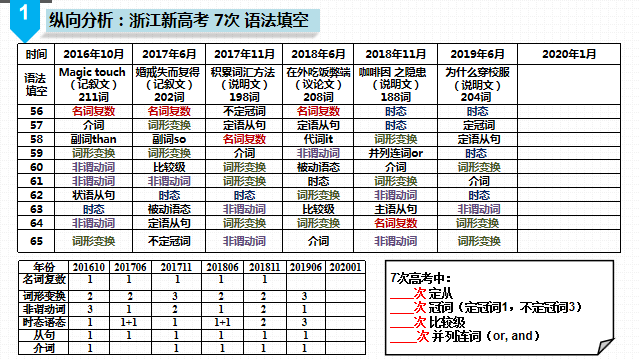 1
纵向分析：浙江新高考 7次 语法填空
时间 2016年10月 2017年6月 2017年11月 2018年6月 2018年11月 2019年6月 2020年1月
语法填空 Magic touch（记叙文）211词 婚戒失而复得（记叙文）202词 积累词汇方法（说明文）198词 在外吃饭弊端（议论文）208词 咖啡因 之隐患（说明文）188词 为什么穿校服（说明文）204词
56 名词复数 名词复数 不定冠词 名词复数 时态 时态
57 介词 词形变换 定语从句 定语从句 时态 定冠词
58 副词than 副词so 名词复数 代词it 词形变换 定语从句
59 词形变换 词形变换 介词 非谓动词 并列连词or 时态
60 非谓动词 比较级 词形变换 被动语态 介词 词形变换
61 非谓动词 非谓动词 词形变换 时态 词形变换 介词
62 状语从句 时态 时态 词形变换 非谓动词 时态
63 时态 被动语态 非谓动词 比较级 主语从句 非谓动词
64 非谓动词 定语从句 词形变换 词形变换 名词复数 词形变换
65 词形变换 不定冠词 非谓动词 介词 非谓动词 词形变换
年份 201610 201706 201711 201806 201811 201906 202001
名词复数 1 1 1 1 1
词形变换 2 2 3 2 2 3
非谓动词 3 1 2 1 2 1
时态语态 1 1+1 1 1+1 2 3
从句 1 1 1 1 1 1
介词 1 1 1 1 1
7次高考中：
____次 定从
____次 冠词（定冠词1，不定冠词3）
____次 比较级
____次 并列连词（or, and）